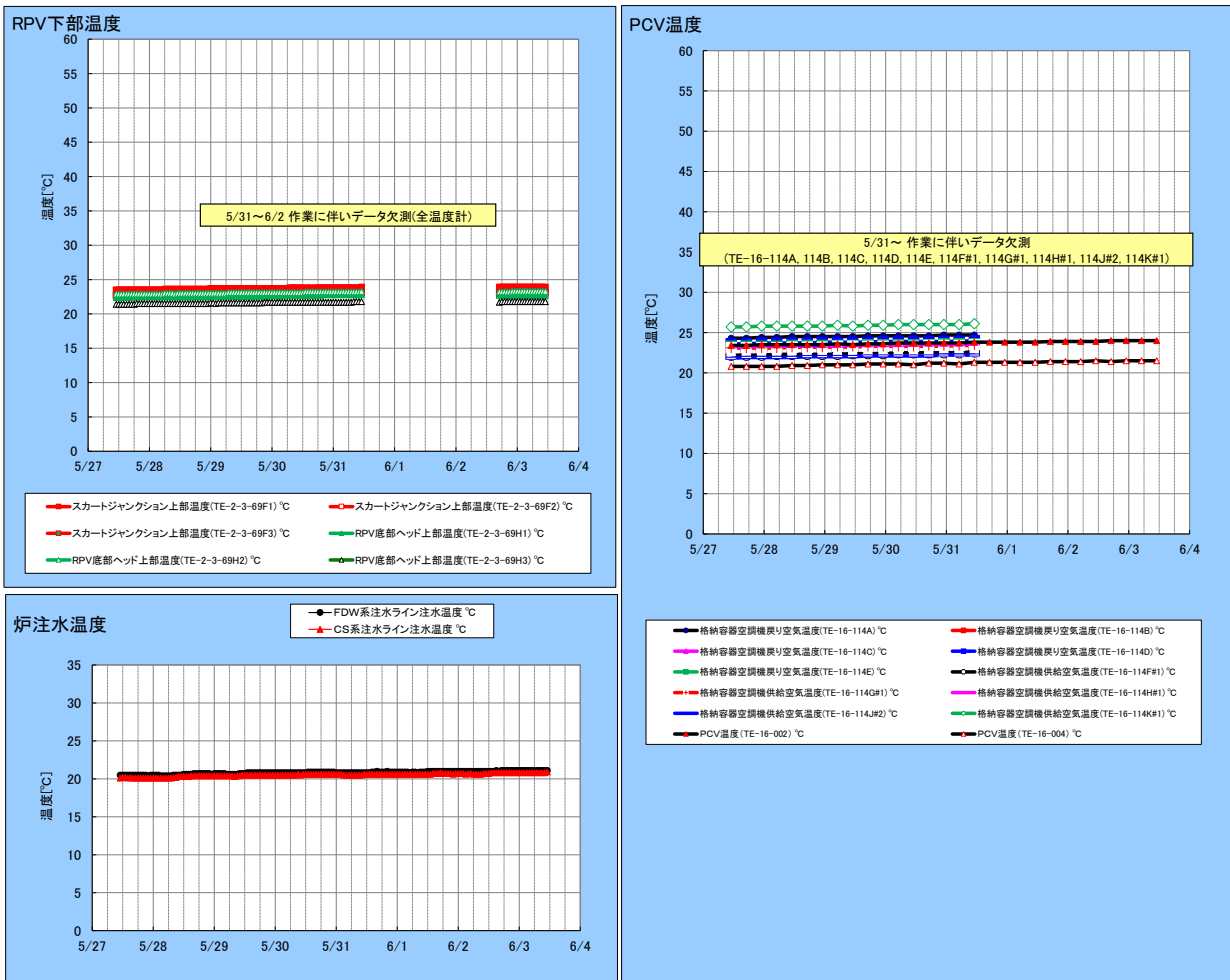 RPV下部温度
60
55
50
45
40
35
30
25
20
15
10
5
0
温度[℃]
5/31～6/2 作業に伴いデータ欠測(全温度計)
5/27 5/28 5/29 5/30 5/31 6/1 6/2 6/3 6/4
スカートジャンクション上部温度(TE-2-3-69F1) ℃ スカートジャンクション上部温度(TE-2-3-69F2) ℃
スカートジャンクション上部温度(TE-2-3-69F3) ℃ RPV底部ヘッド上部温度(TE-2-3-69H1) ℃
RPV底部ヘッド上部温度(TE-2-3-69H2) ℃ RPV底部ヘッド上部温度(TE-2-3-69H3) ℃
炉注水温度
FDW系注水ライン注水温度 ℃
CS系注水ライン注水温度 ℃
35
30
25
20
15
10
5
0
温度[℃]
5/27 5/28 5/29 5/30 5/31 6/1 6/2 6/3 6/4
PCV温度
60
55
50
45
40
35
30
25
20
15
10
5
0
温度[℃]
5/31～ 作業に伴いデータ欠測
(TE-16-114A, 114B, 114C, 114D, 114E, 114F#1, 114G#1, 114H#1, 114J#2, 114K#1)
5/27 5/28 5/29 5/30 5/31 6/1 6/2 6/3 6/4
格納容器空調機戻り空気温度(TE-16-114A) ℃ 格納容器空調機戻り空気温度(TE-16-114B) ℃
格納容器空調機戻り空気温度(TE-16-114C) ℃ 格納容器空調機戻り空気温度(TE-16-114D) ℃
格納容器空調機戻り空気温度(TE-16-114E) ℃ 格納容器空調機供給空気温度(TE-16-114F#1) ℃
格納容器空調機供給空気温度(TE-16-114G#1) ℃ 格納容器空調機供給空気温度(TE-16-114H#1) ℃
格納容器空調機供給空気温度(TE-16-114J#2) ℃ 格納容器空調機供給空気温度(TE-16-114K#1) ℃
PCV温度(TE-16-002) ℃ PCV温度(TE-16-004) ℃